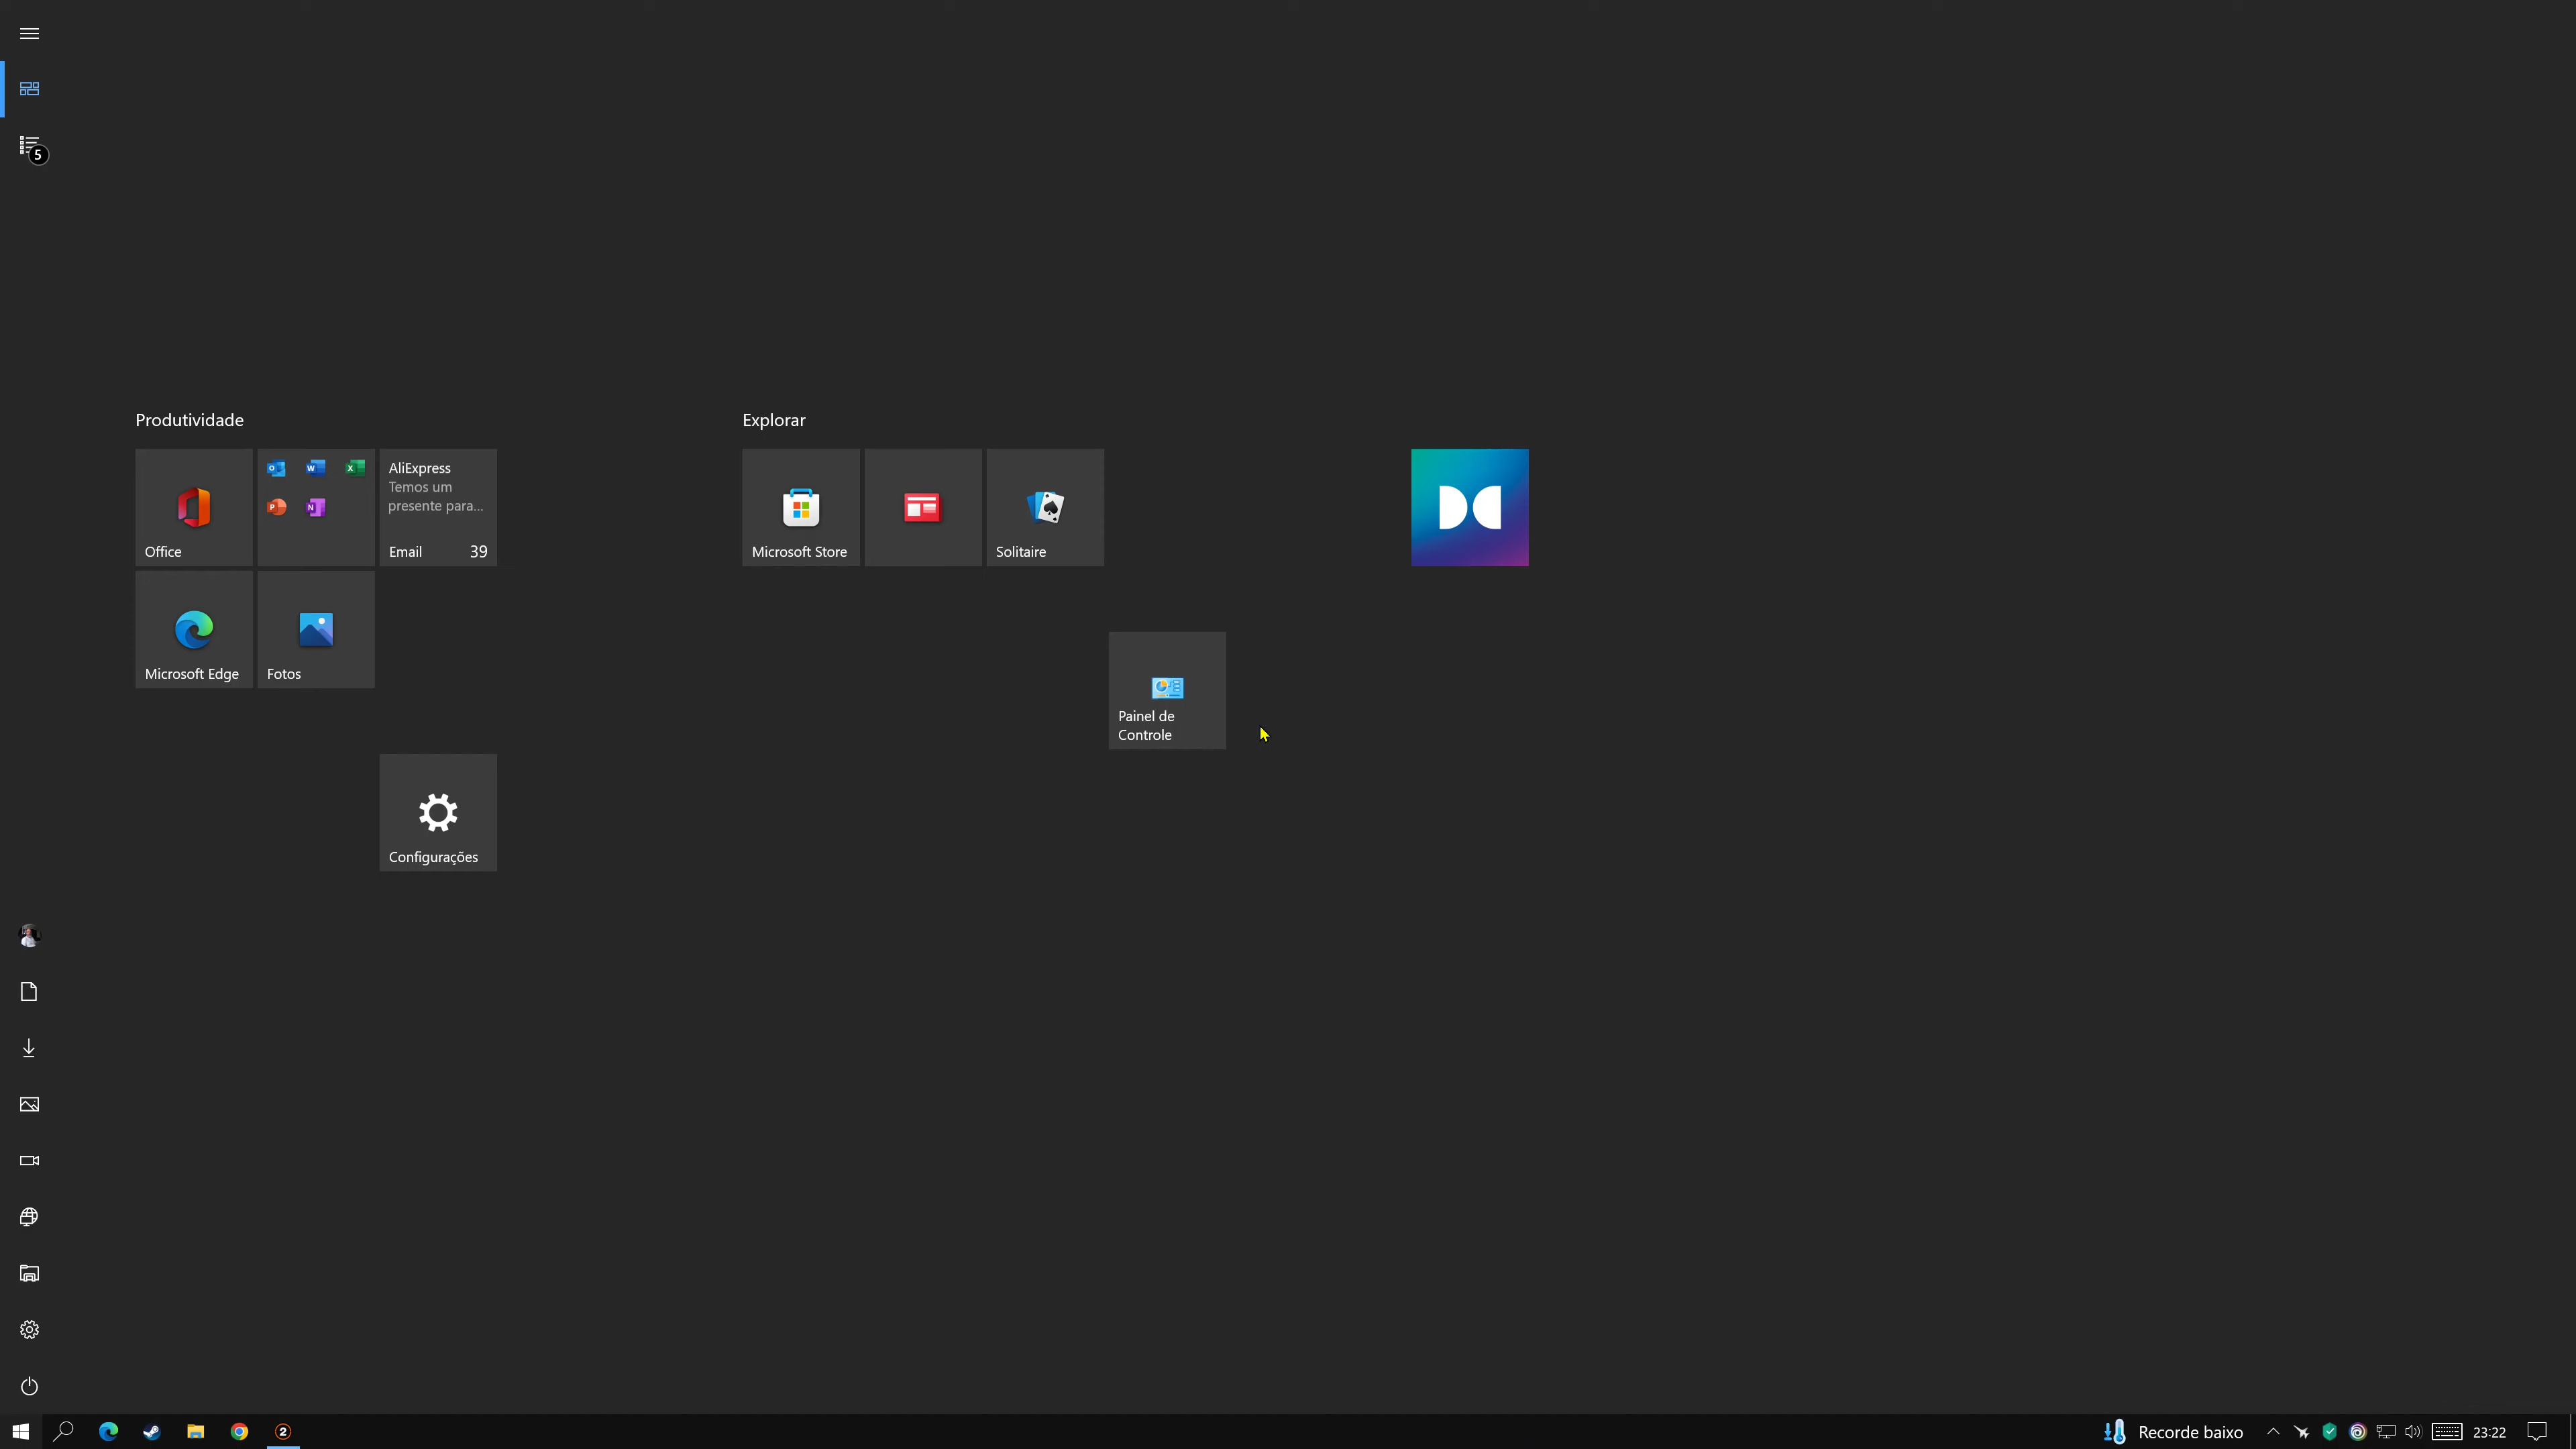 5
Produtividade
Explorar
AliExpress
Temos um
presente para...
Office
Email 39
Microsoft Store
Solitaire
Microsoft Edge
Fotos
Painel de
Controle
Configurações
2
Recorde baixo
23:22